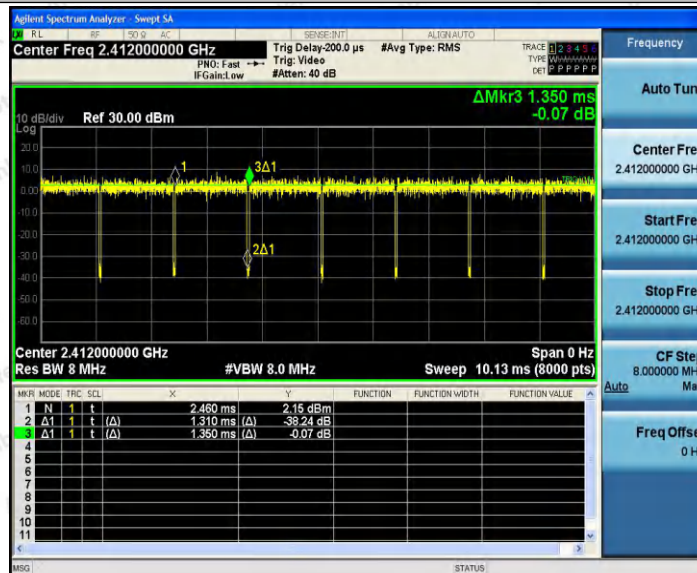 Agilent Spectrum Analyzer - Swept SA
RL RF 50 Ω AC SENSE:INT ALIGN AUTO
Center Freq 2.412000000 GHz
PNO: Fast
IFGain:Low
Trig Delay-200.0 µs
Trig: Video
#Atten: 40 dB
#Avg Type: RMS
TRACE 1 2 3 4 5 6
TYPE
DET P P P P P P
ΔMkr3 1.350 ms
-0.07 dB
10 dB/div Ref 30.00 dBm
Log
20.0
10.0
0.00
-10.0
-20.0
-30.0
-40.0
-50.0
-60.0
1
3Δ1
2Δ1
Center 2.412000000 GHz Span 0 Hz
Res BW 8 MHz #VBW 8.0 MHz Sweep 10.13 ms (8000 pts)
MKR MODE TRC SCL X Y FUNCTION FUNCTION WIDTH FUNCTION VALUE
1 N 1 t 2.460 ms 2.15 dBm
2 Δ1 1 t (Δ) 1.310 ms (Δ) -38.24 dB
3 Δ1 1 t (Δ) 1.350 ms (Δ) -0.07 dB
4
5
6
7
8
9
10
11
MSG STATUS
Frequency
Auto Tun
Center Fre
2.412000000 GH
Start Fre
2.412000000 GH
Stop Fre
2.412000000 GH
CF Ste
8.000000 MH
Auto Ma
Freq Offse
0 H